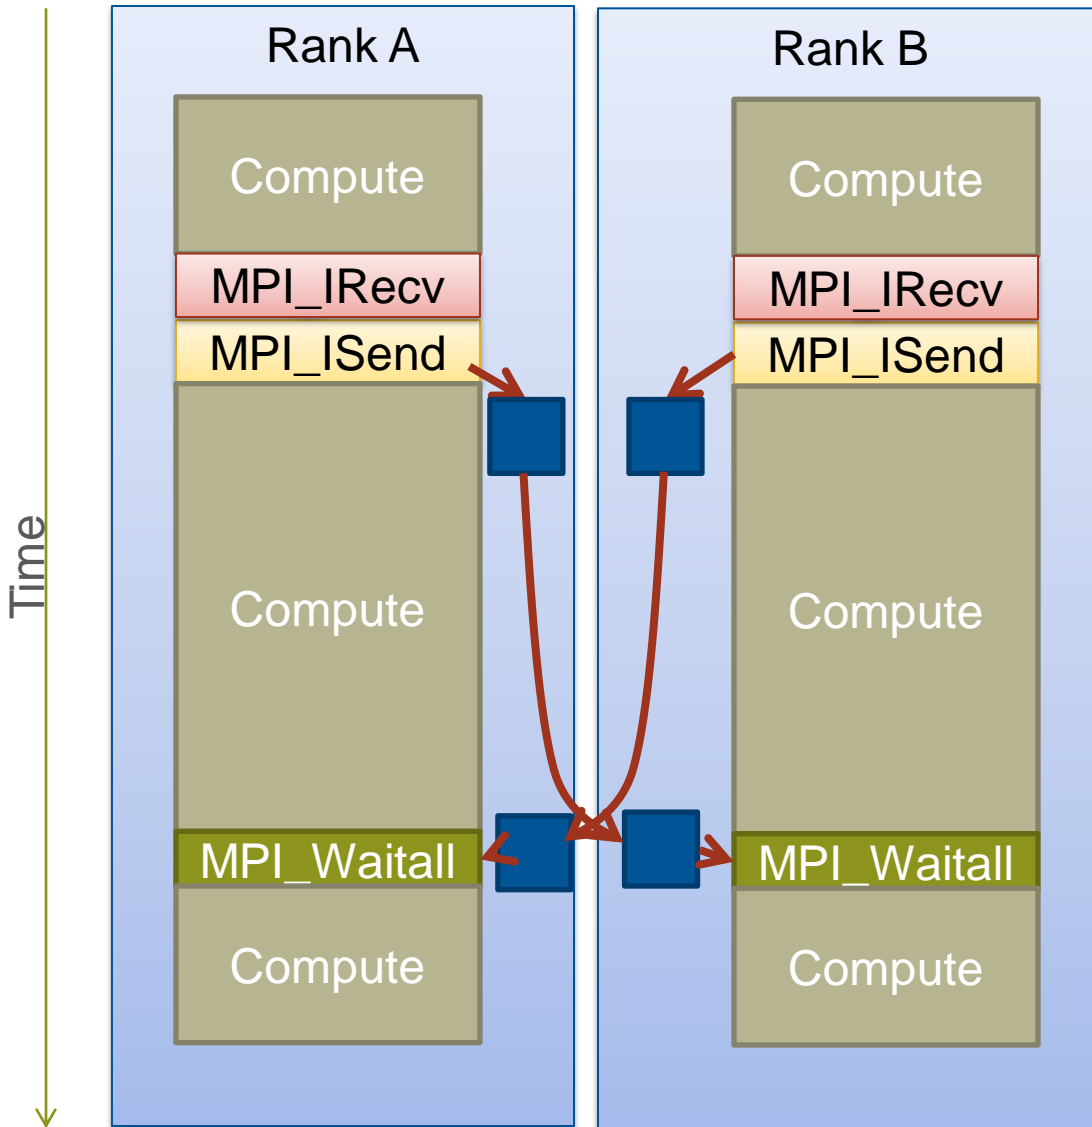 Time
Rank A
Compute
MPI_IRecv
MPI_ISend
Compute
MPI_Waitall
Compute
Rank B
Compute
MPI_IRecv
MPI_ISend
Compute
MPI_Waitall
Compute